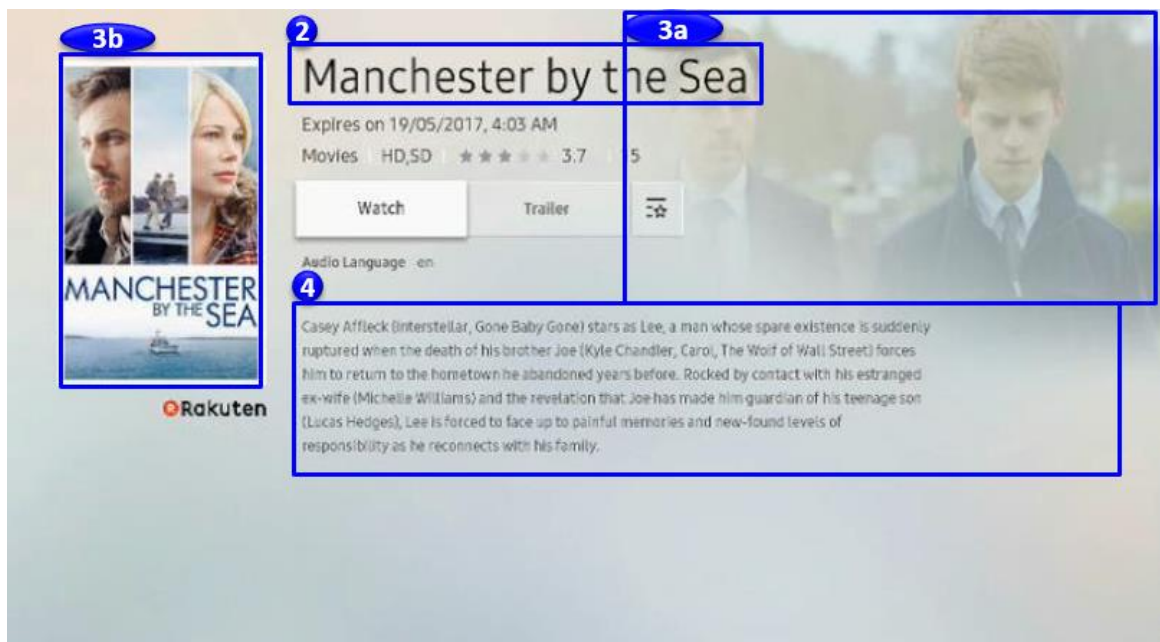 3b
2
3a
Manchester by the Sea
Expires on 19/05/2017, 4:03 AM
Movies HD,SD 3.7 15
Watch Trailer
Audio Language en
4
MANCHESTER
BY THE SEA
Rakuten
Casey Affleck (Interstellar, Gone Baby Gone) stars as Lee, a man whose spare existence is suddenly
ruptured when the death of his brother Joe (Kyle Chandler, Carol, The Wolf of Wall Street) forces
him to return to the hometown he abandoned years before. Rocked by contact with his estranged
ex-wife (Michelle Williams) and the revelation that Joe has made him guardian of his teenage son
(Lucas Hedges), Lee is forced to face up to painful memories and new-found levels of
responsibility as he reconnects with his family.